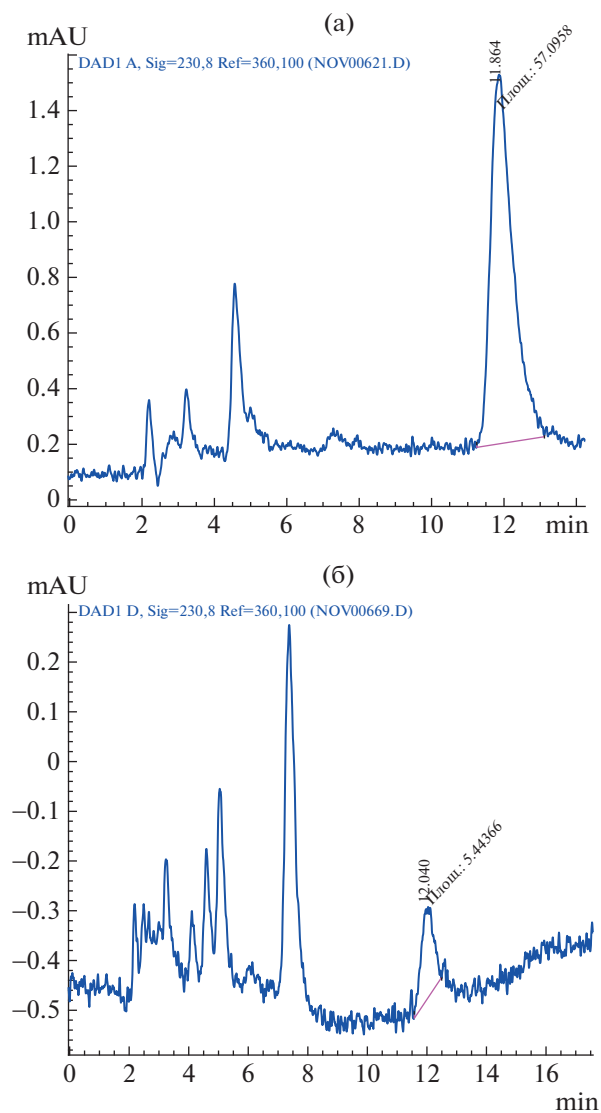 (а)
mAU
DAD1 A, Sig=230,8 Ref=360,100 (NOV00621.D)
11.864
Площ.: 57.0958
1.4
1.2
1.0
0.8
0.6
0.4
0.2
0
0 2 4 6 8 10 12 min
(б)
mAU
DAD1 D, Sig=230,8 Ref=360,100 (NOV00669.D)
0.2
0.1
0
–0.1
–0.2
12.040
Площ.: 5.44366
–0.3
–0.4
–0.5
0 2 4 6 8 10 12 14 16
min